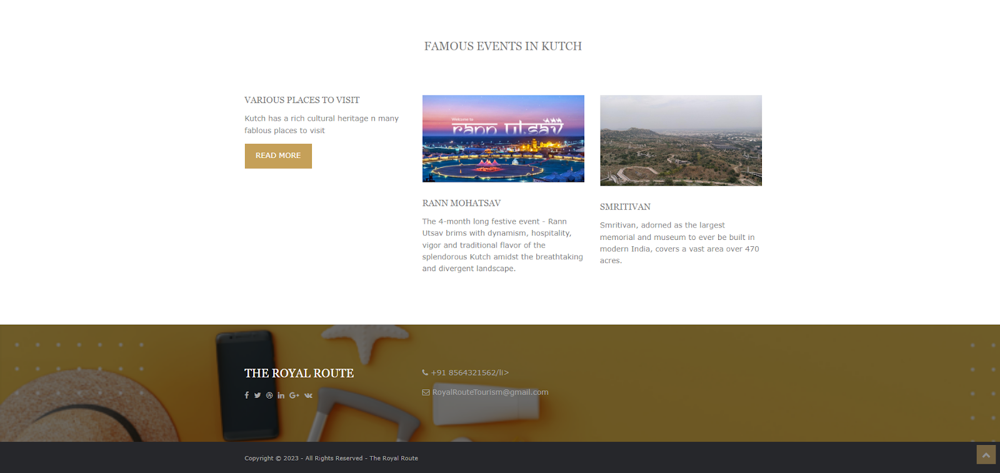 FAMOUS EVENTS IN KUTCH
VARIOUS PLACES TO VISIT
Kutch has a rich cultural heritage n many
fablous places to visit
READ MORE
Welcome to
rann utsav
RANN MOHATSAV
The 4-month long festive event - Rann
Utsav brims with dynamism, hospitality,
vigor and traditional flavor of the
splendorous Kutch amidst the breathtaking
and divergent landscape.
SMRITIVAN
Smritivan, adorned as the largest
memorial and museum to ever be built in
modern India, covers a vast area over 470
acres.
THE ROYAL ROUTE
+91 8564321562/li>
RoyalRouteTourism@gmail.com
Copyright © 2023 - All Rights Reserved - The Royal Route